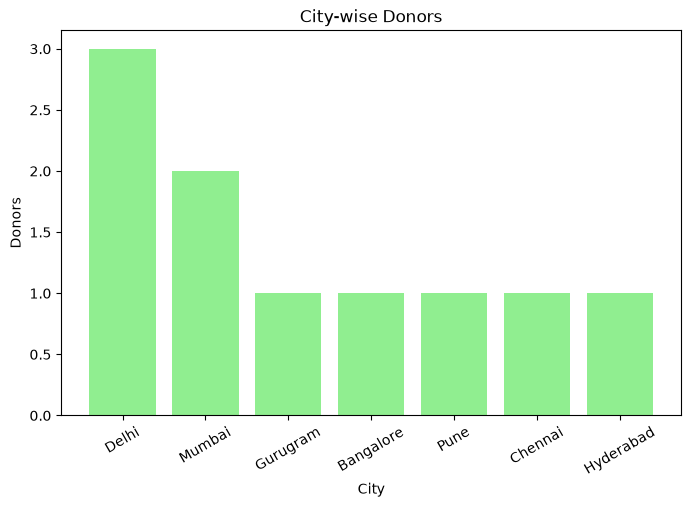 City-wise Donors
3.0
2.5
2.0
1.5
1.0
0.5
0.0
Donors
Delhi
Mumbai
Gurugram
Bangalore
Pune
Chennai
Hyderabad
City